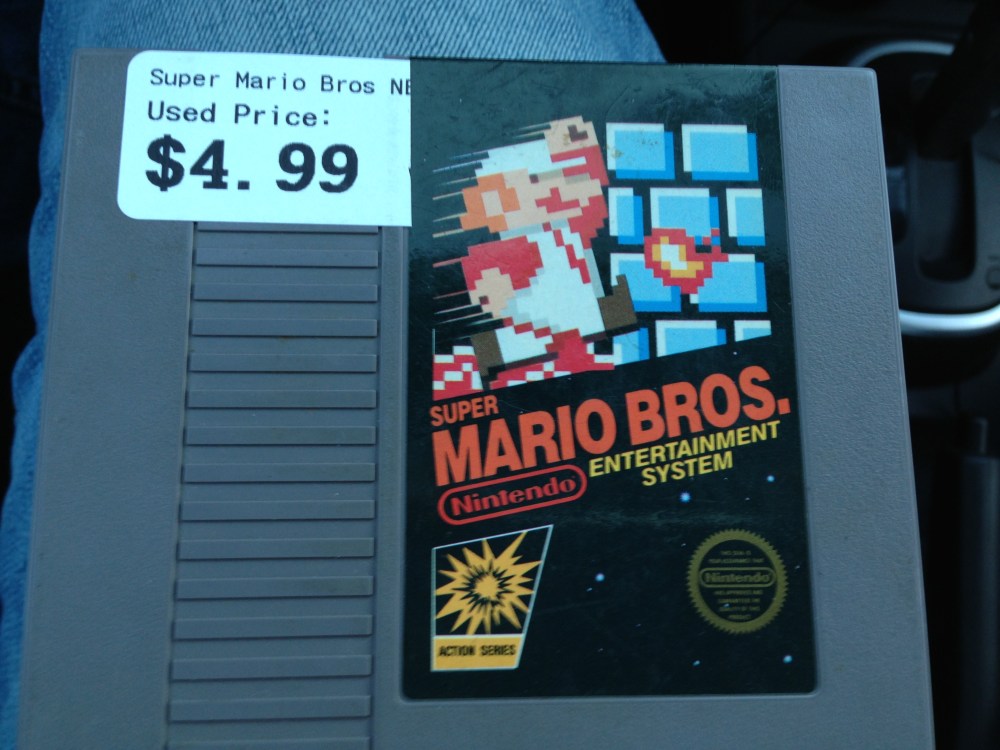 Super Mario Bros NE
Used Price:
$4.99
SUPER
MARIO BROS.
ENTERTAINMENT
SYSTEM
Nintendo
ACTION SERIES
Nintendo